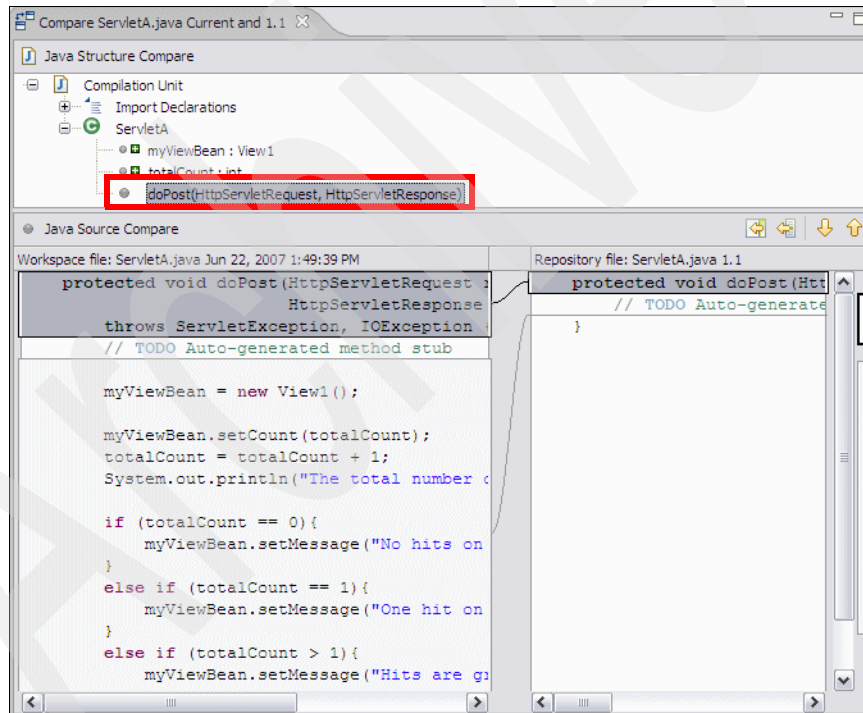 Compare ServletA.java Current and 1.1
Java Structure Compare
Compilation Unit
Import Declarations
ServletA
myViewBean : View1
totalCount : int
doPost(HttpServletRequest, HttpServletResponse)
Java Source Compare
Workspace file: ServletA.java Jun 22, 2007 1:49:39 PM
protected void doPost(HttpServletRequest
HttpServletResponse
throws ServletException, IOException {
// TODO Auto-generated method stub
myViewBean = new View1();
myViewBean.setCount(totalCount);
totalCount = totalCount + 1;
System.out.println("The total number
if (totalCount == 0){
myViewBean.setMessage("No hits on
}
else if (totalCount == 1){
myViewBean.setMessage("One hit on
}
else if (totalCount > 1){
myViewBean.setMessage("Hits are
Repository file: ServletA.java 1.1
protected void doPost(Htt
// TODO Auto-generate
}